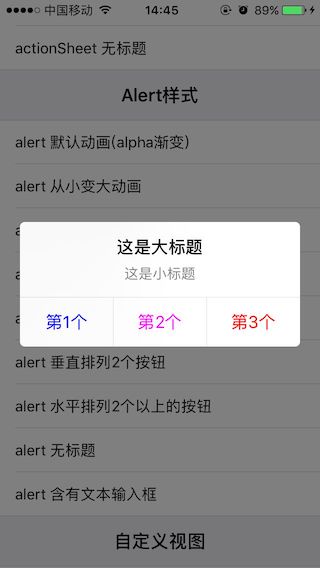 中国移动 14:45 89%
actionSheet 无标题
Alert样式
alert 默认动画(alpha渐变)
alert 从小变大动画
这是大标题
这是小标题
第1个 第2个 第3个
alert 垂直排列2个按钮
alert 水平排列2个以上的按钮
alert 无标题
alert 含有文本输入框
自定义视图